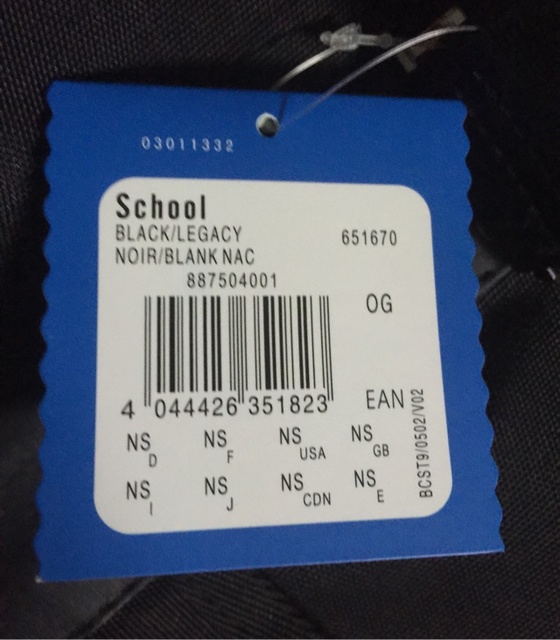 03011332
School
BLACK/LEGACY 651670
NOIR/BLANK NAC
887504001
OG
4 044426 351823 EAN
NS D NS F NS USA NS GB
NS I NS J NS CDN NS E
BCST9/0502/V02